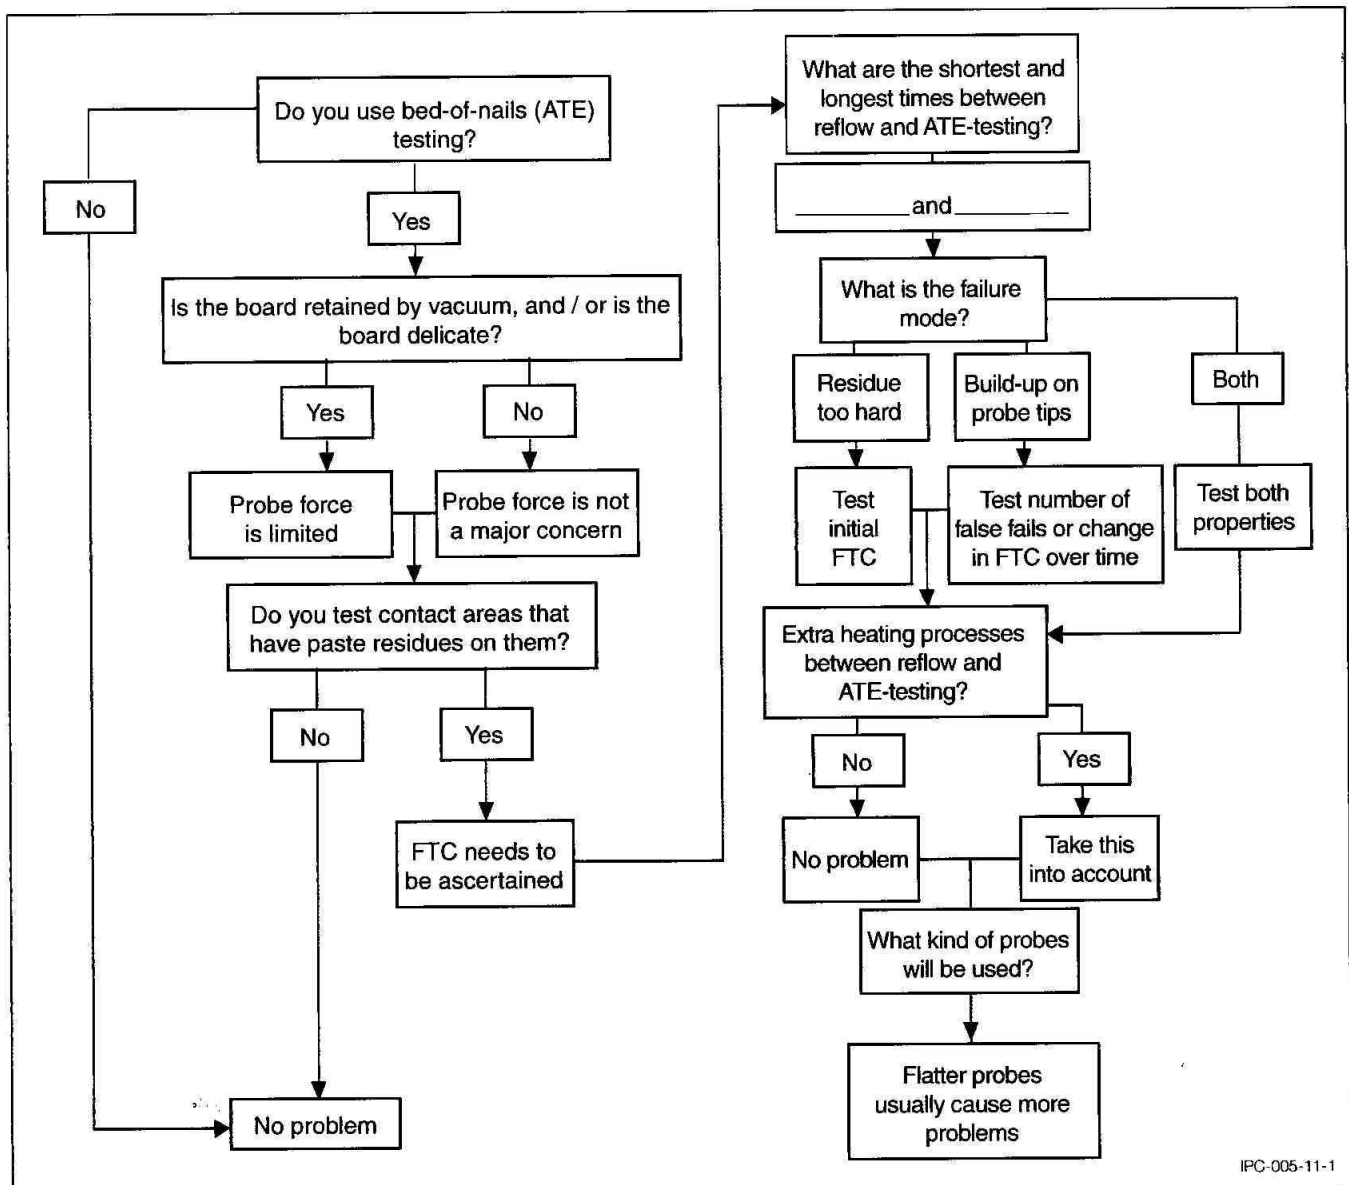 Do you use bed-of-nails (ATE)
testing?
No
Yes
Is the board retained by vacuum, and / or is the
board delicate?
Yes
No
Probe force
is limited
Probe force is not
a major concern
Do you test contact areas that
have paste residues on them?
No
Yes
FTC needs to
be ascertained
No problem
What are the shortest and
longest times between
reflow and ATE-testing?
_________and_________
What is the failure
mode?
Residue
too hard
Build-up on
probe tips
Both
Test
initial
FTC
Test number of
false fails or change
in FTC over time
Test both
properties
Extra heating processes
between reflow and
ATE-testing?
No
Yes
No problem
Take this
into account
What kind of probes
will be used?
Flatter probes
usually cause more
problems
IPC-005-11-1